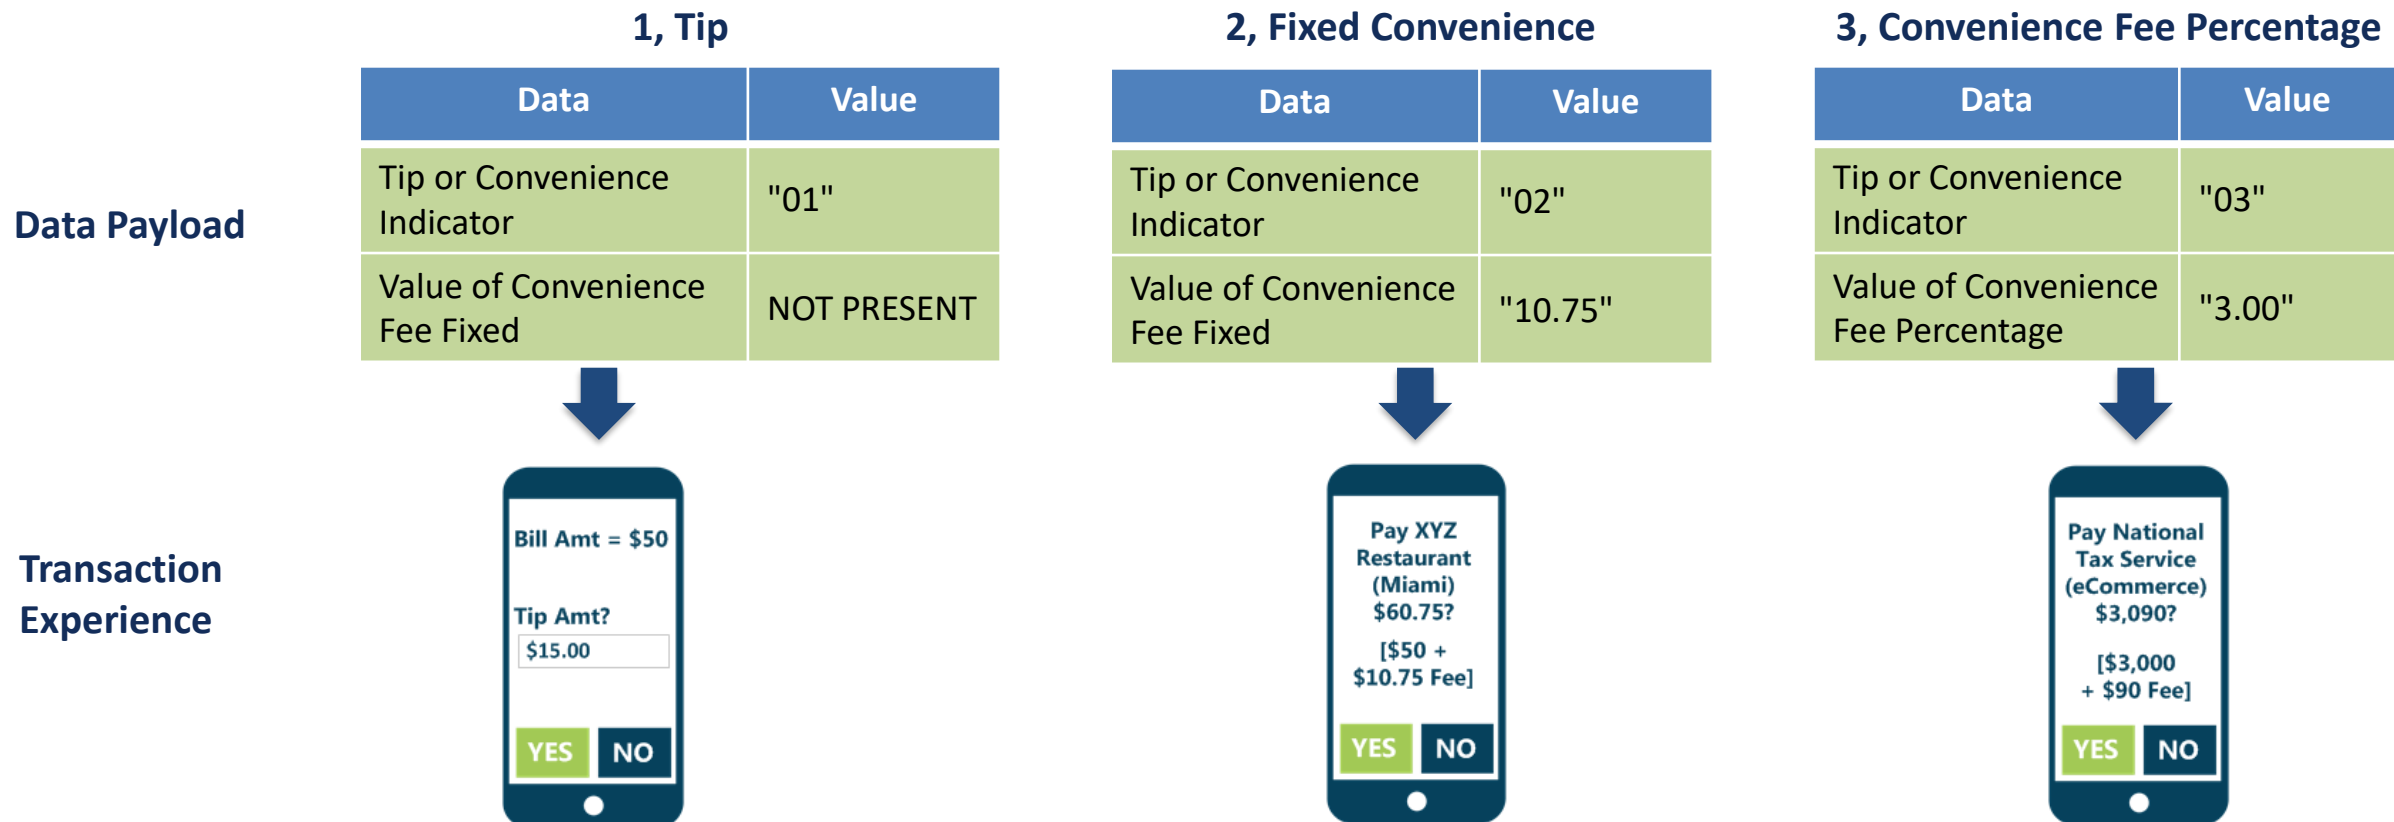 1, Tip
2, Fixed Convenience
3, Convenience Fee Percentage
Data Payload
Data Value
Tip or Convenience
Indicator
"01"
Value of Convenience
Fee Fixed
NOT PRESENT
Data Value
Tip or Convenience
Indicator
"02"
Value of Convenience
Fee Fixed
"10.75"
Data Value
Tip or Convenience
Indicator
"03"
Value of Convenience
Fee Percentage
"3.00"
Transaction
Experience
Bill Amt = $50
Tip Amt?
$15.00
YES NO
Pay XYZ
Restaurant
(Miami)
$60.75?
[$50 +
$10.75 Fee]
YES NO
Pay National
Tax Service
(eCommerce)
$3,090?
[$3,000
+ $90 Fee]
YES NO